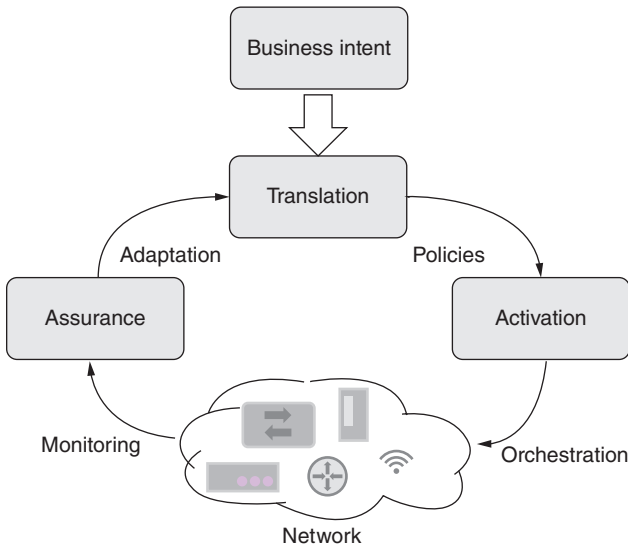 Business intent
Translation
Adaptation
Policies
Assurance
Activation
Monitoring
Orchestration
Network